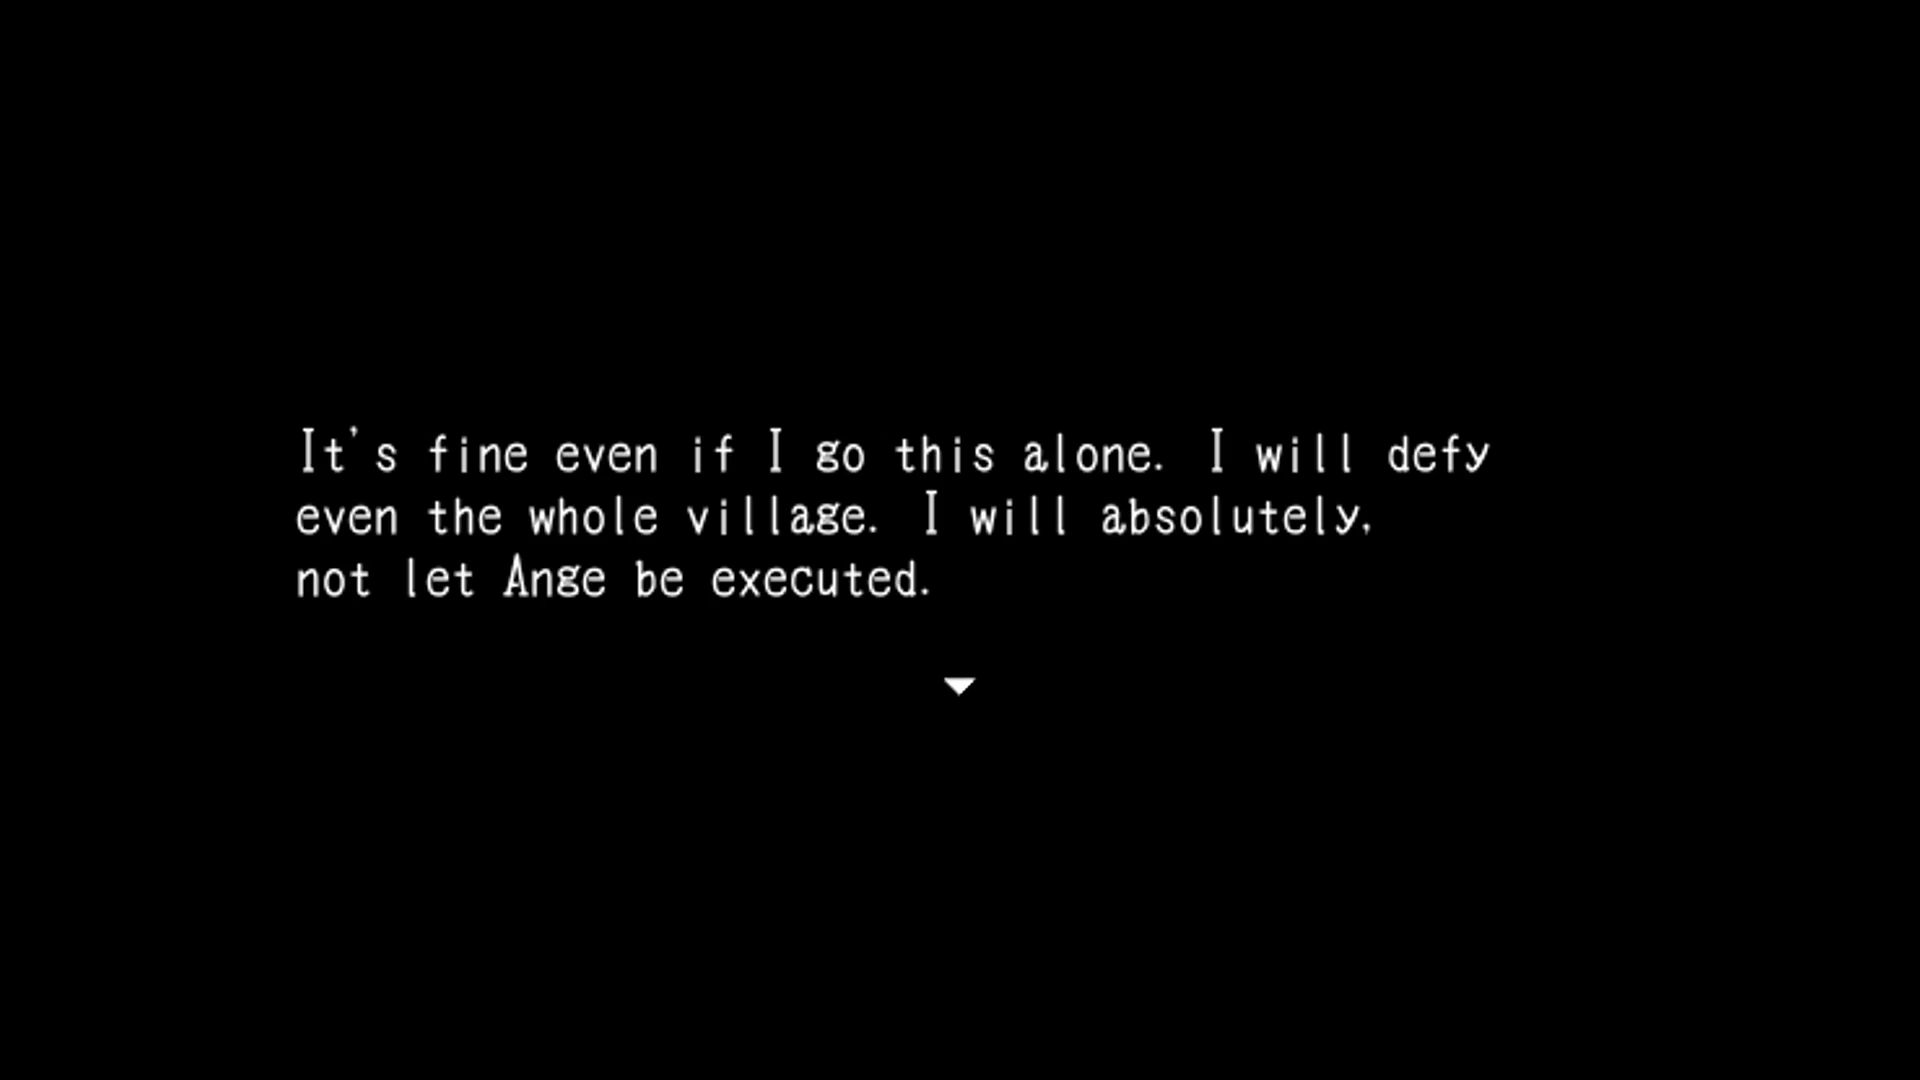 It's fine even if I go this alone. I will defy
even the whole village. I will absolutely,
not let Ange be executed.